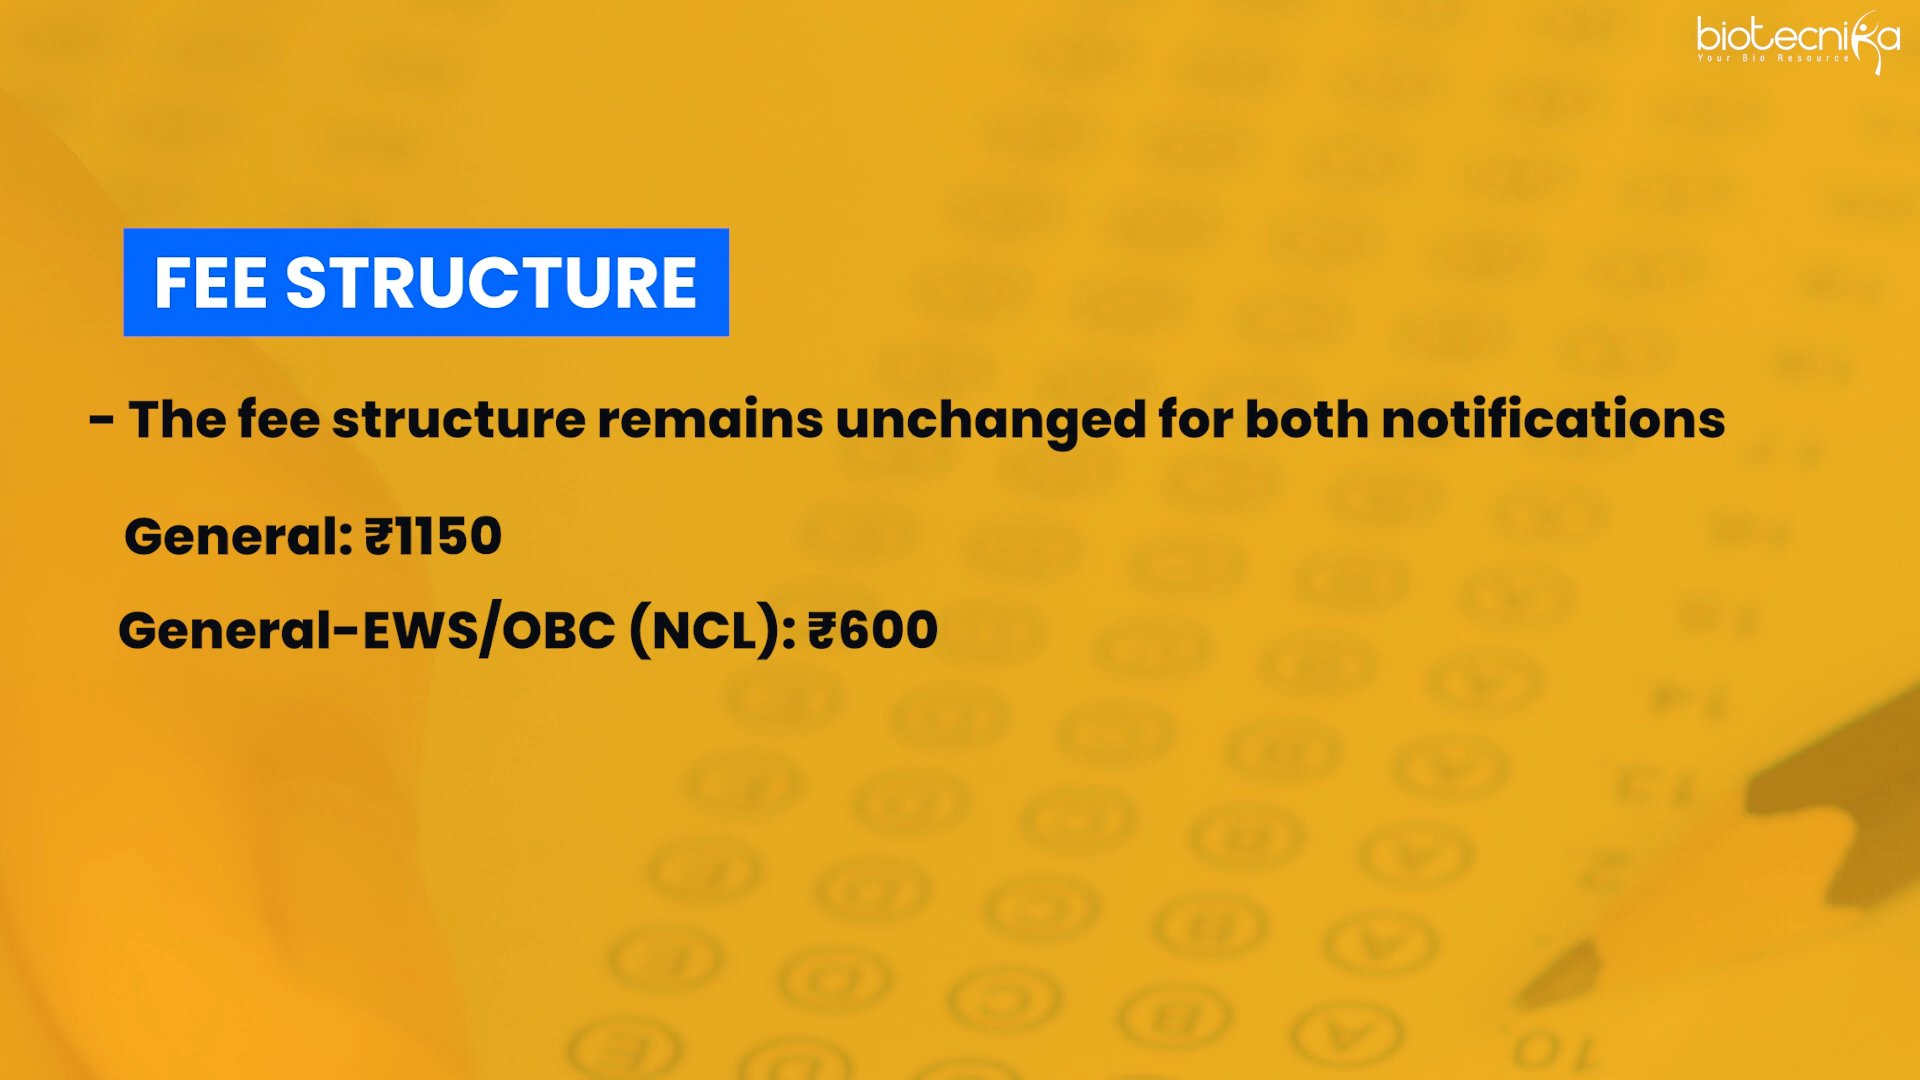 biotecnika
Your Bio Resource
FEE STRUCTURE
- The fee structure remains unchanged for both notifications
General: ₹1150
General-EWS/OBC (NCL): ₹600